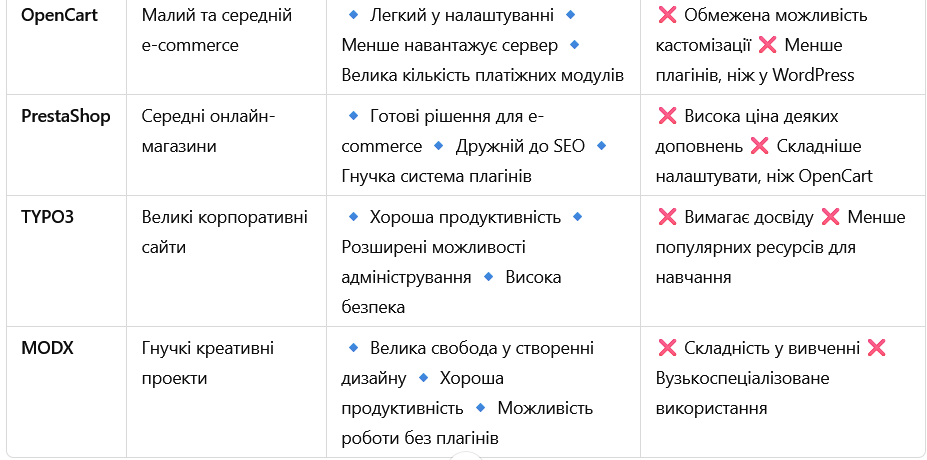 OpenCart
Малий та середній
e-commerce
🔹 Легкий у налаштуванні 🔹
Менше навантажує сервер 🔹
Велика кількість платіжних модулів
❌ Обмежена можливість
кастомізації ❌ Менше
плагінів, ніж у WordPress
PrestaShop
Середні онлайн-
магазини
🔹 Готові рішення для e-
commerce 🔹 Дружній до SEO 🔹
Гнучка система плагінів
❌ Висока ціна деяких
доповнень ❌ Складніше
налаштувати, ніж OpenCart
TYPO3
Великі корпоративні
сайти
🔹 Хороша продуктивність 🔹
Розширені можливості
адміністрування 🔹 Висока
безпека
❌ Вимагає досвіду ❌ Менше
популярних ресурсів для
навчання
MODX
Гнучкі креативні
проекти
🔹 Велика свобода у створенні
дизайну 🔹 Хороша
продуктивність 🔹 Можливість
роботи без плагінів
❌ Складність у вивченні ❌
Вузькоспеціалізоване
використання